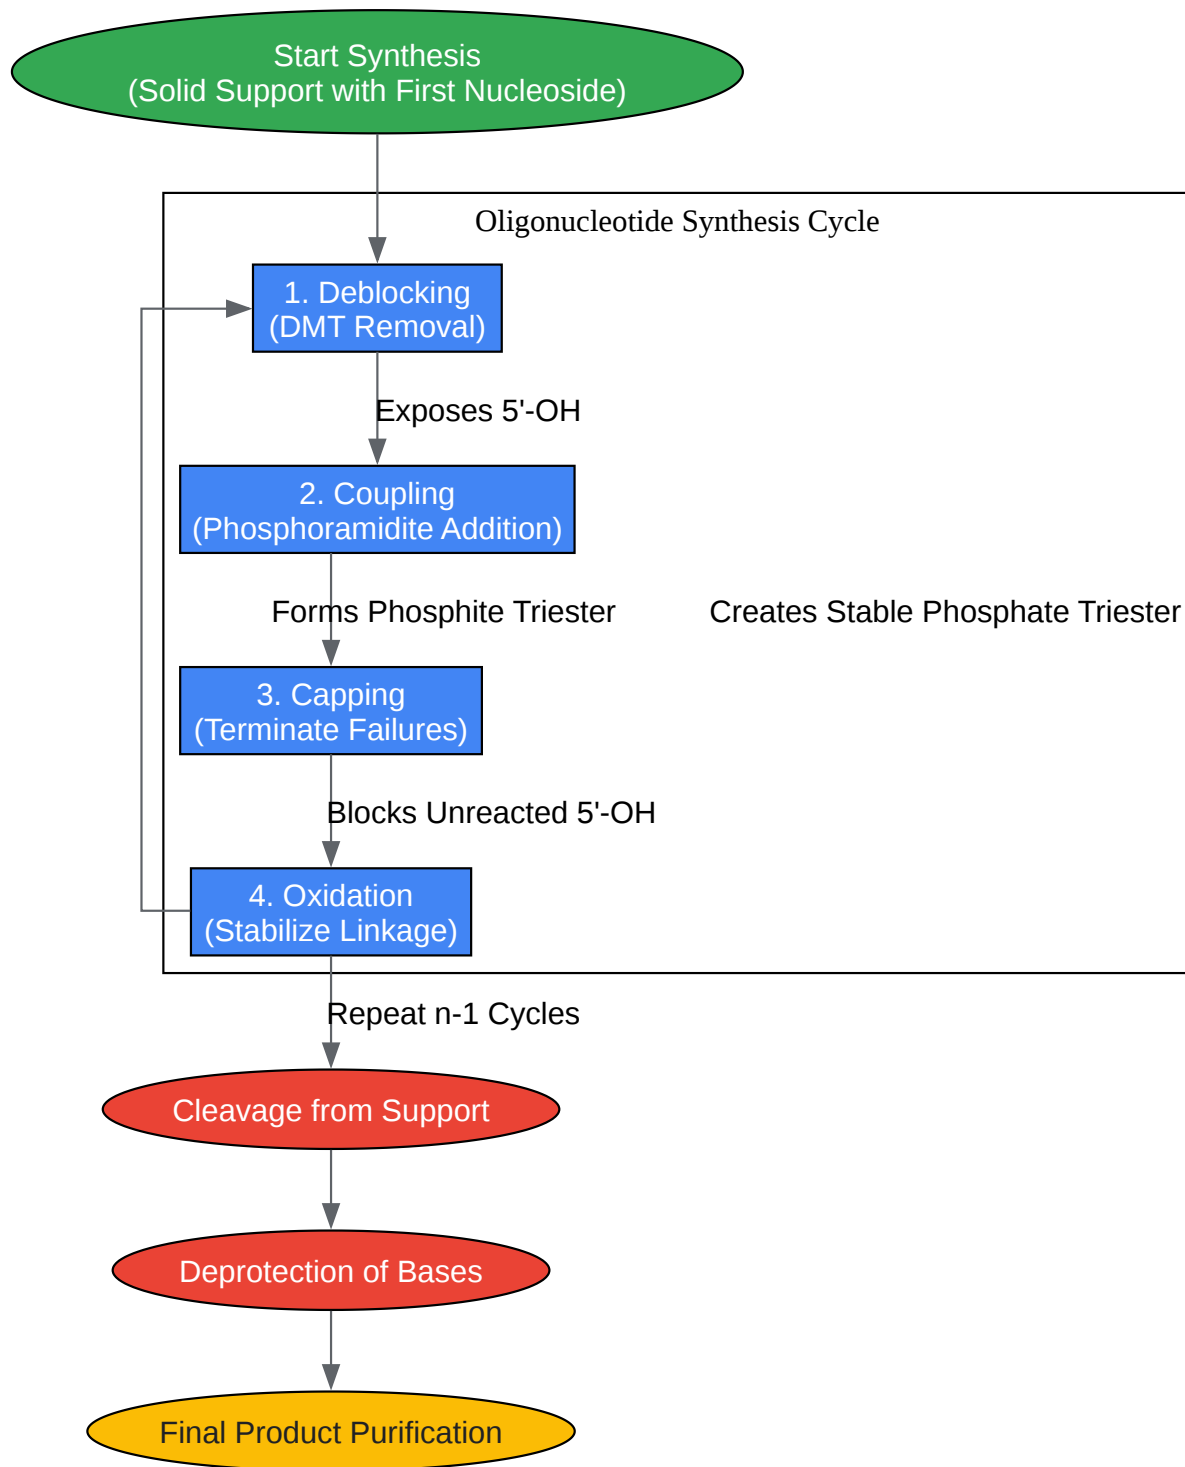 Start Synthesis
(Solid Support with First Nucleoside)
Oligonucleotide Synthesis Cycle
1. Deblocking
(DMT Removal)
Exposes 5'-OH
2. Coupling
(Phosphoramidite Addition)
Forms Phosphite Triester
Creates Stable Phosphate Triester
3. Capping
(Terminate Failures)
Blocks Unreacted 5'-OH
4. Oxidation
(Stabilize Linkage)
Repeat n-1 Cycles
Cleavage from Support
Deprotection of Bases
Final Product Purification